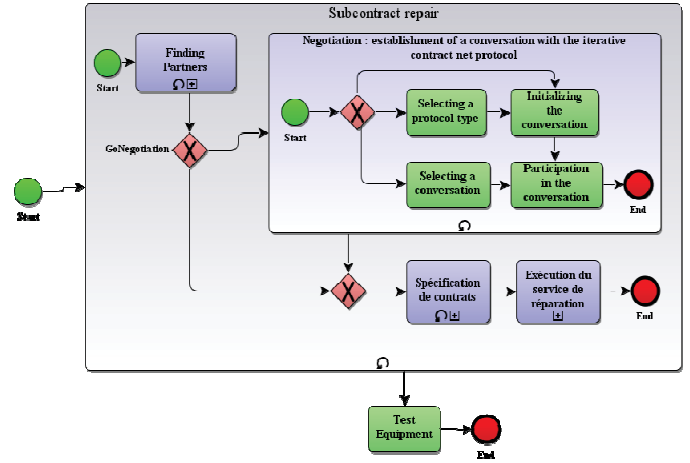 Subcontract repair
Finding
Partners
Start
GoNegotiation
Negotiation : establishment of a conversation with the iterative
contract net protocol
Start
Selecting a
protocol type
Initializing
the
conversation
Selecting a
conversation
Participation
in the
conversation
End
Start
Spécification
de contrats
Exécution du
service de
réparation
End
Test
Equipment
End